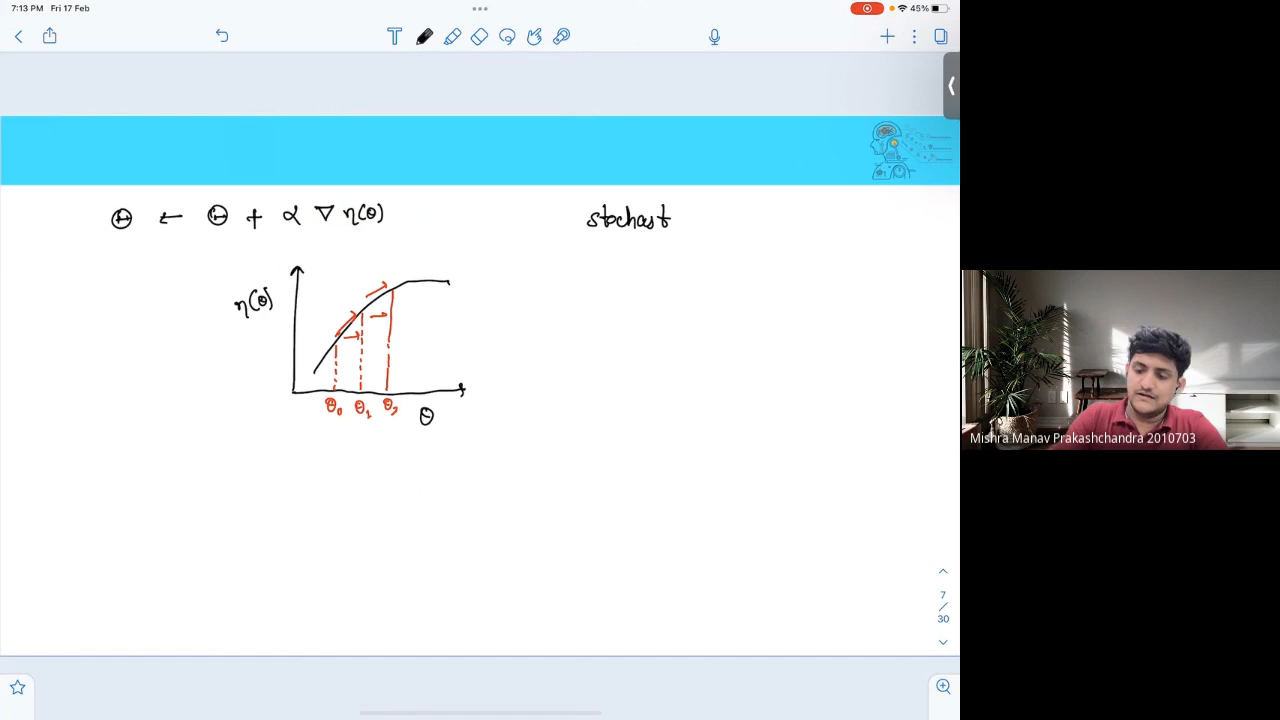 7:13 PM Fri 17 Feb
45%
T
Θ ← Θ + α ∇ η(θ)
stochast
η(θ)
θ₀ θ₁ θ₂
θ
7
/
30
Mishra Manav Prakashchandra 2010703